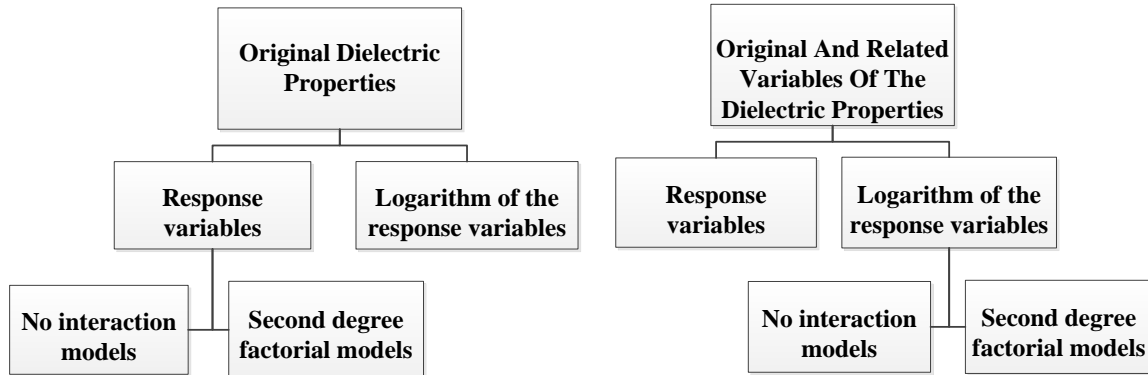 Original Dielectric
Properties
Response
variables
Logarithm of the
response variables
No interaction
models
Second degree
factorial models
Original And Related
Variables Of The
Dielectric Properties
Response
variables
Logarithm of the
response variables
No interaction
models
Second degree
factorial models